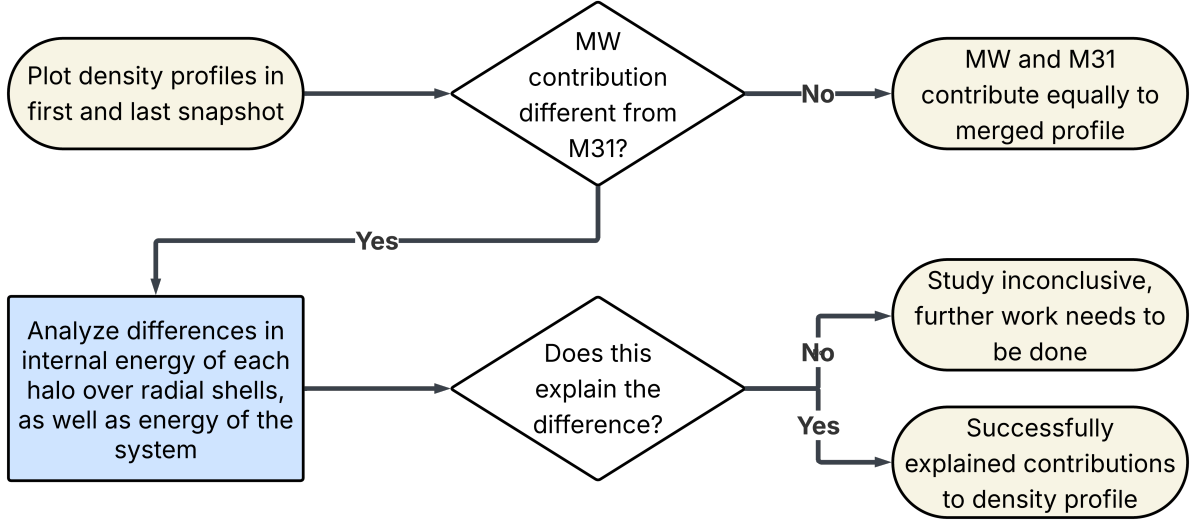 Plot density profiles in
first and last snapshot
MW
contribution
different from
M31?
No
MW and M31
contribute equally to
merged profile
Yes
Analyze differences in
internal energy of each
halo over radial shells,
as well as energy of the
system
Does this
explain the
difference?
No
Study inconclusive,
further work needs to
be done
Yes
Successfully
explained contributions
to density profile